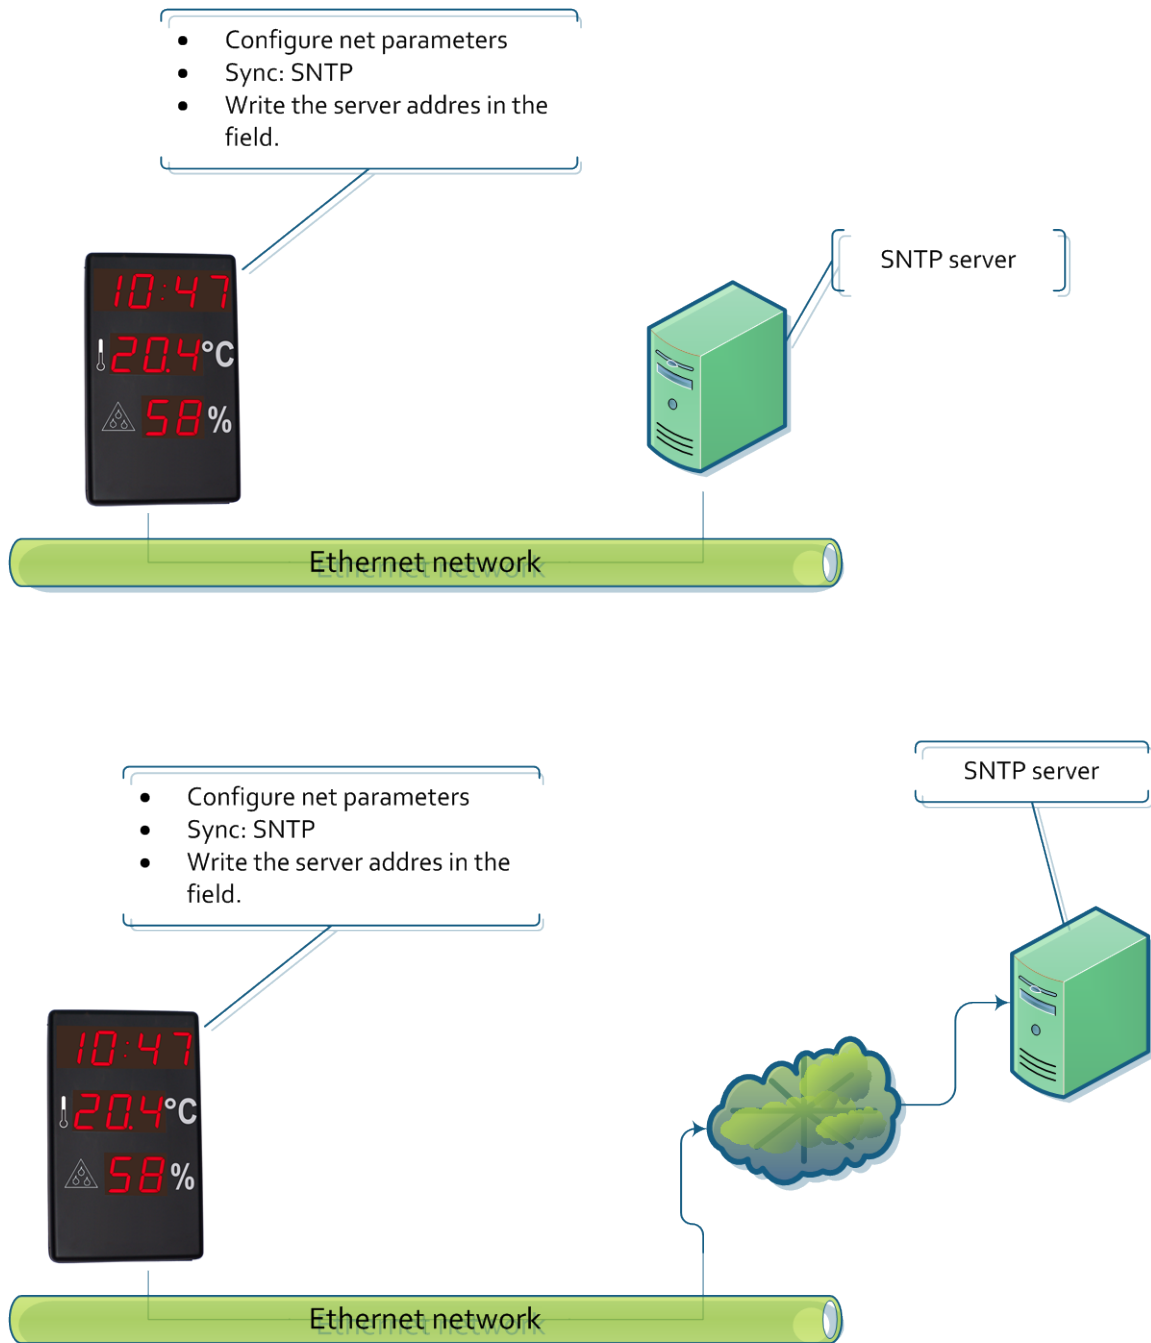 • Configure net parameters
• Sync: SNTP
• Write the server addres in the
field.
SNTP server
10:47
20.4°C
58%
Ethernet network
SNTP server
• Configure net parameters
• Sync: SNTP
• Write the server addres in the
field.
10:47
20.4°C
58%
Ethernet network